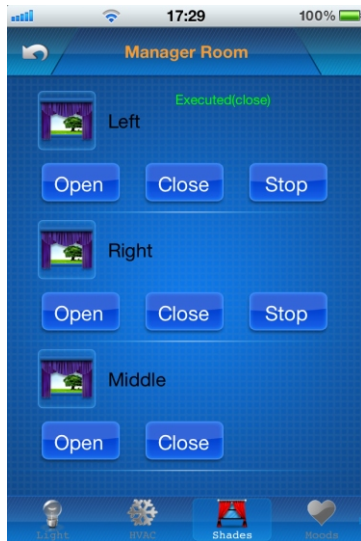 17:29 100%
Manager Room
Executed(close)
Left
Open Close Stop
Right
Open Close Stop
Middle
Open Close
Light HVAC Shades Moods